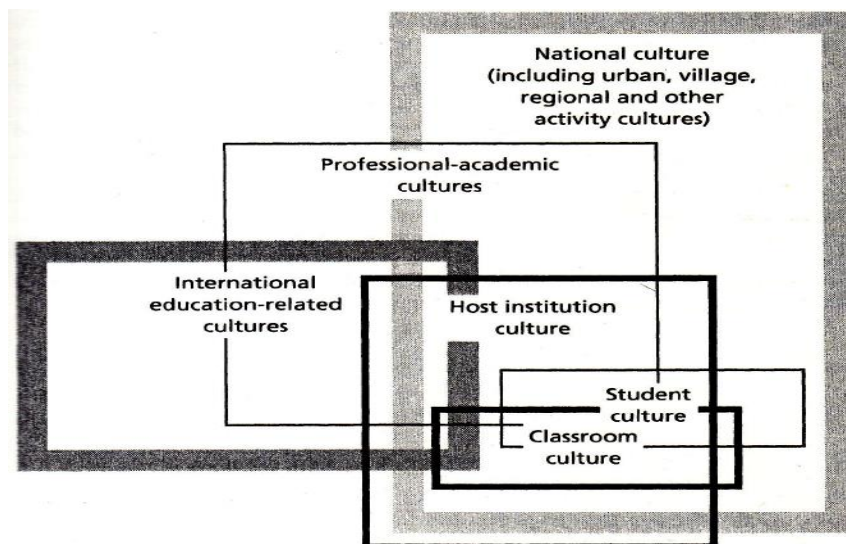 National culture
(including urban, village,
regional and other
activity cultures)
Professional-academic
cultures
International
education-related
cultures
Host institution
culture
Student
culture
Classroom
culture